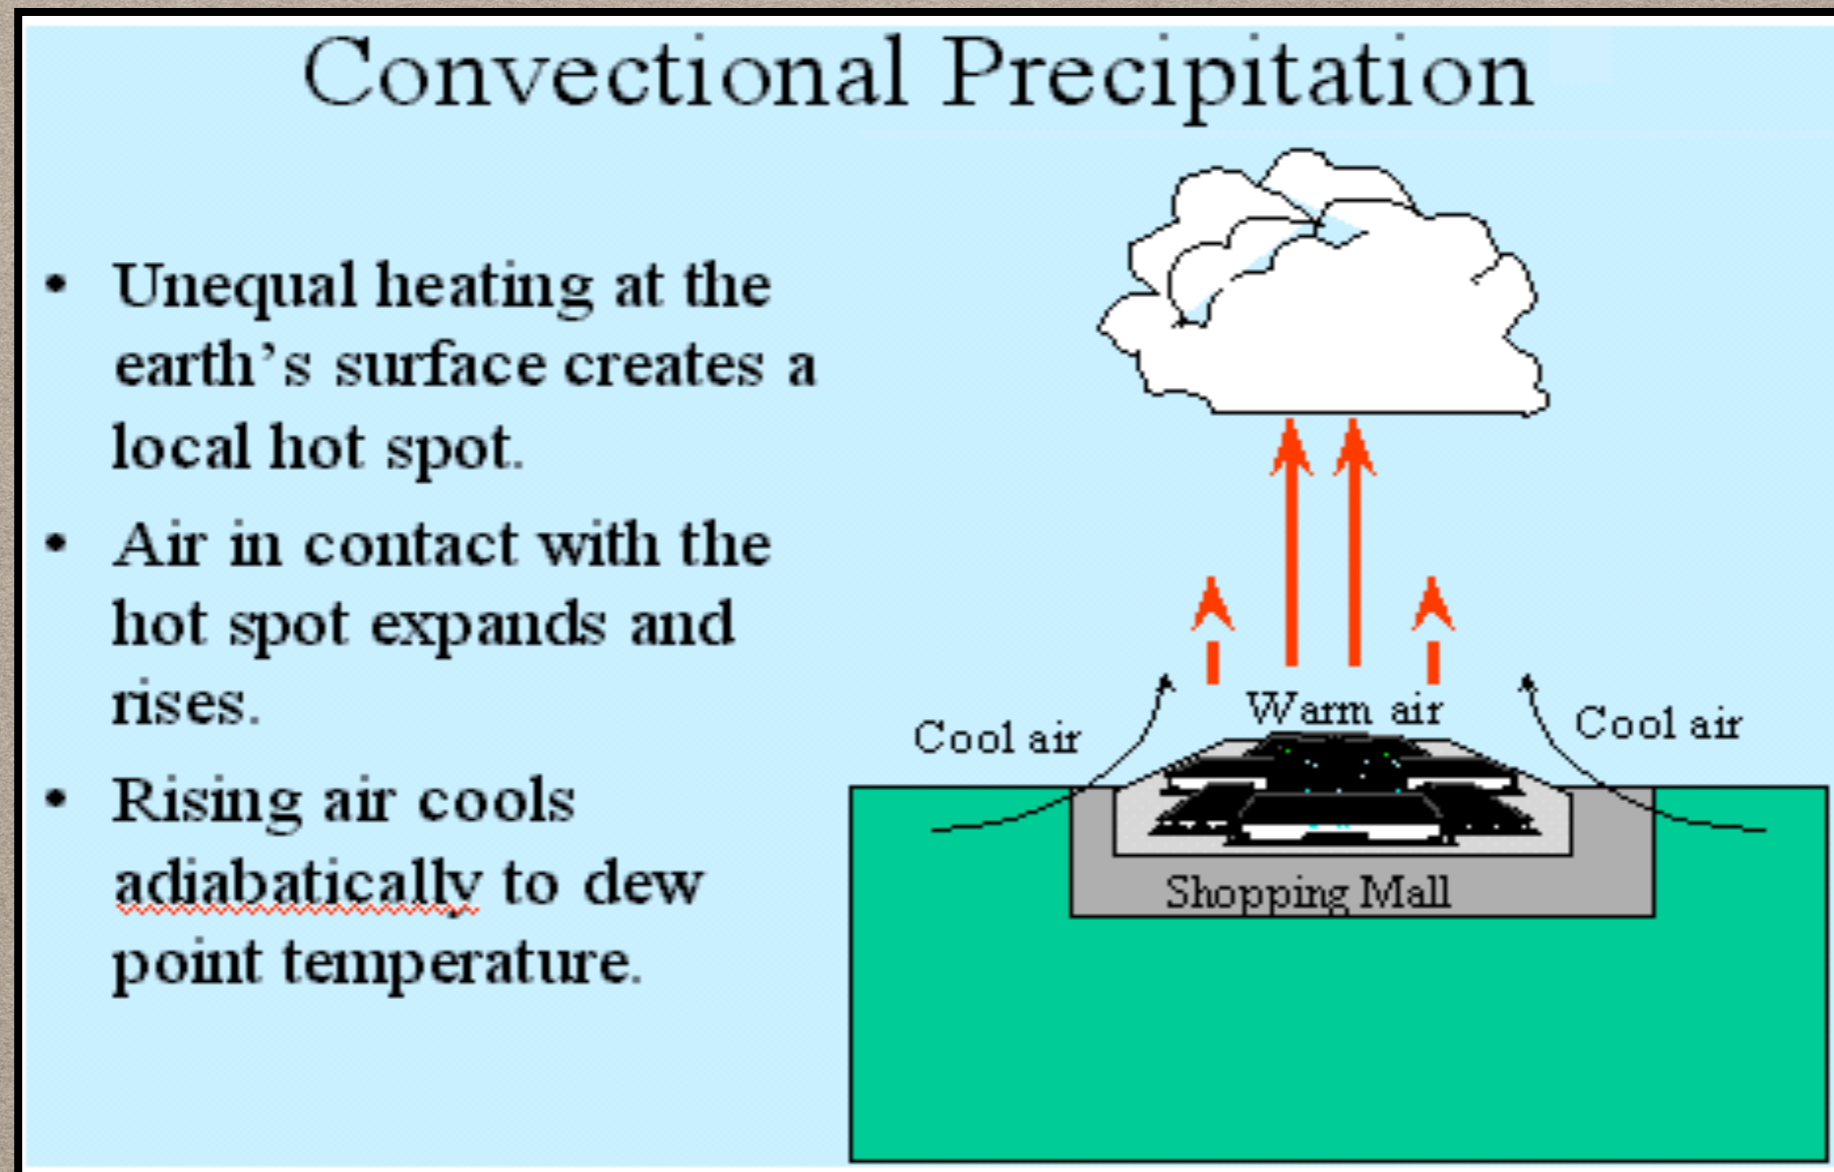 Convectional Precipitation
• Unequal heating at the
earth’s surface creates a
local hot spot.
• Air in contact with the
hot spot expands and
rises.
• Rising air cools
adiabatically to dew
point temperature.
Warm air
Cool air
Cool air
Shopping Mall